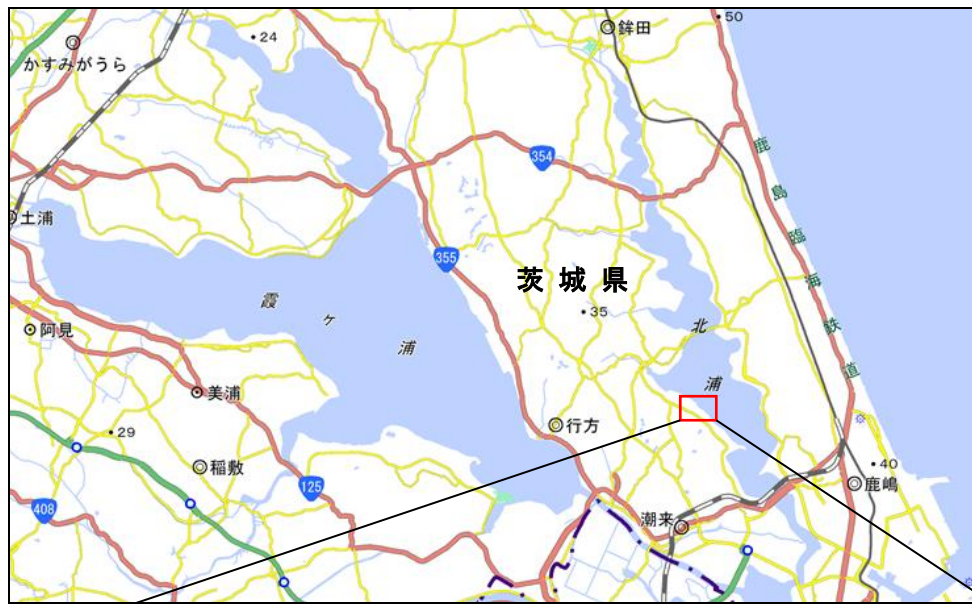 50
鉾田
24
かすみがうら
354
鹿島臨海鉄道
土浦
355
茨城県
霞ヶ浦
35
北浦
阿見
美浦
行方
29
稲敷
40
125
鹿嶋
408
潮来